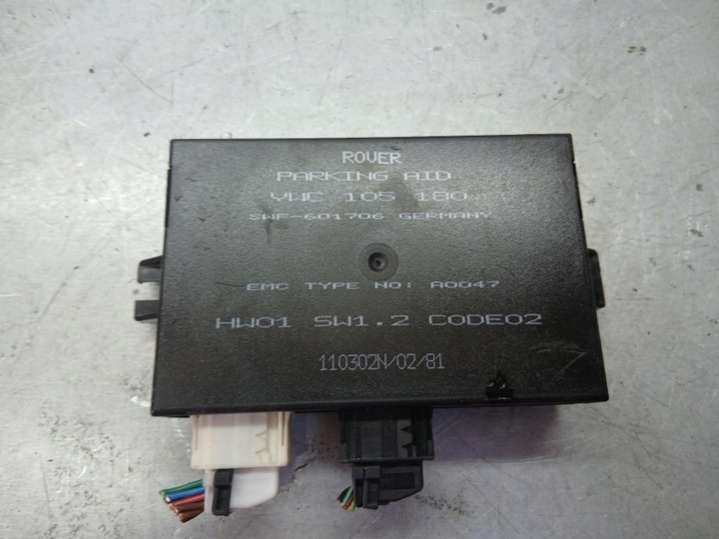 ROVER
PARKING AID
YWC 105 180
SWF-601706 GERMANY
EMC TYPE NO: A0047
HW01 SW1.2 CODE02
110302N/02/81